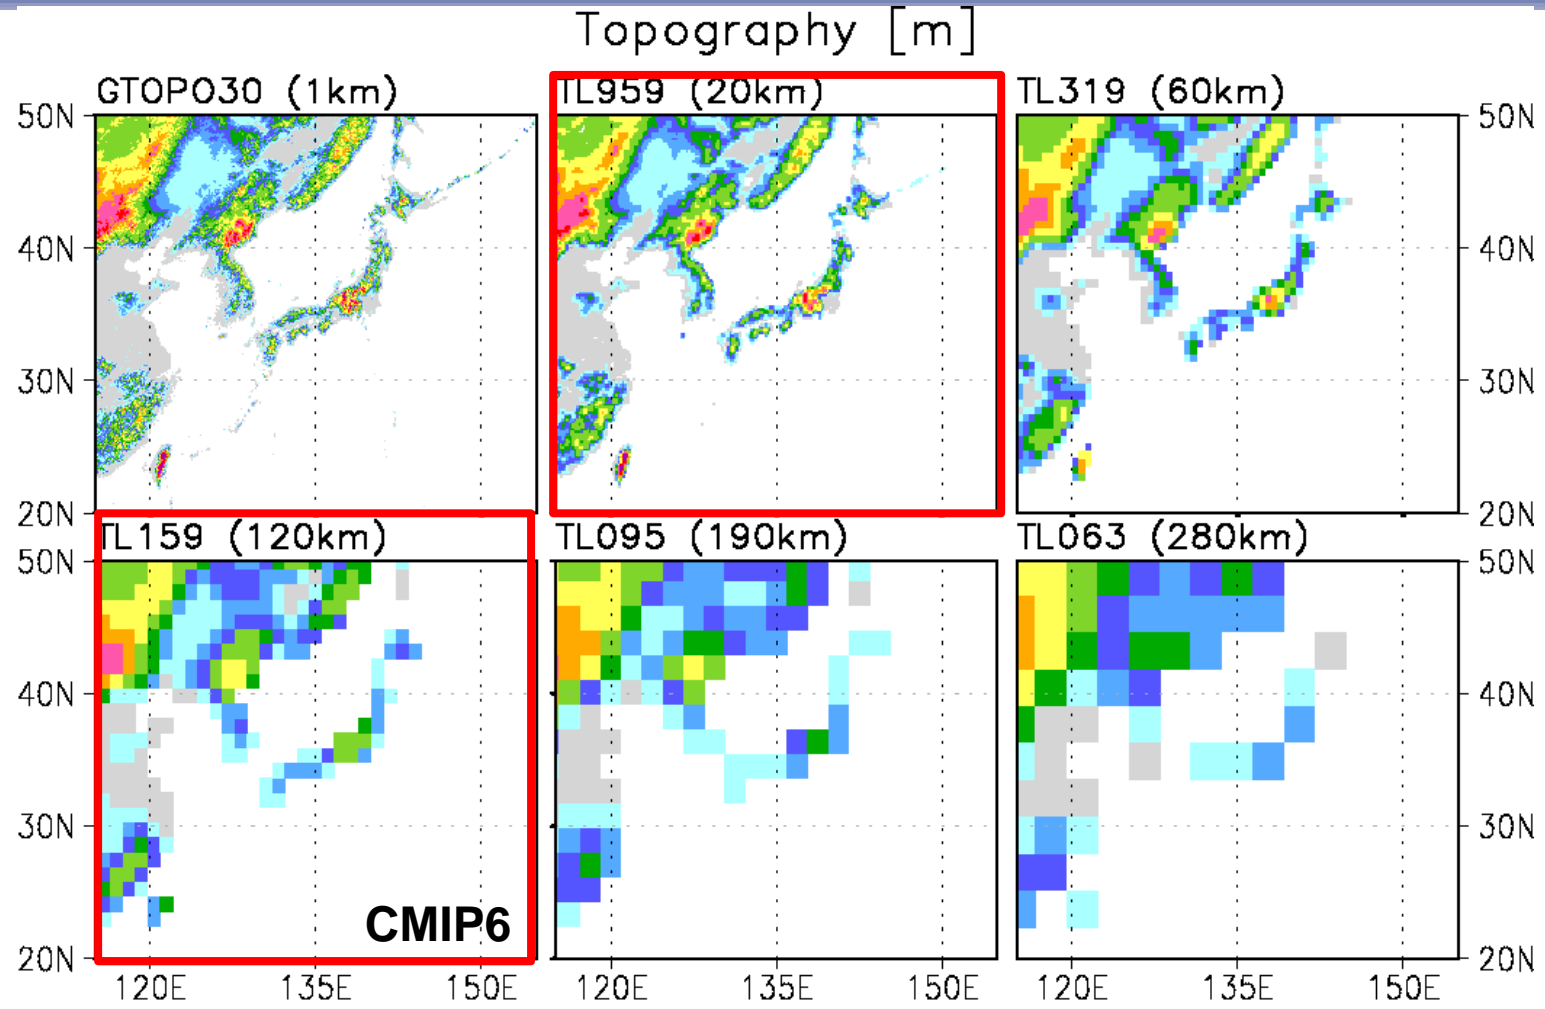 Topography [m]
GTOPO30 (1km)
TL959 (20km)
TL319 (60km)
50N
40N
30N
20N
50N
40N
30N
20N
TL159 (120km)
TL095 (190km)
TL063 (280km)
50N
40N
30N
20N
CMIP6
50N
40N
30N
20N
120E 135E 150E
120E 135E 150E
120E 135E 150E